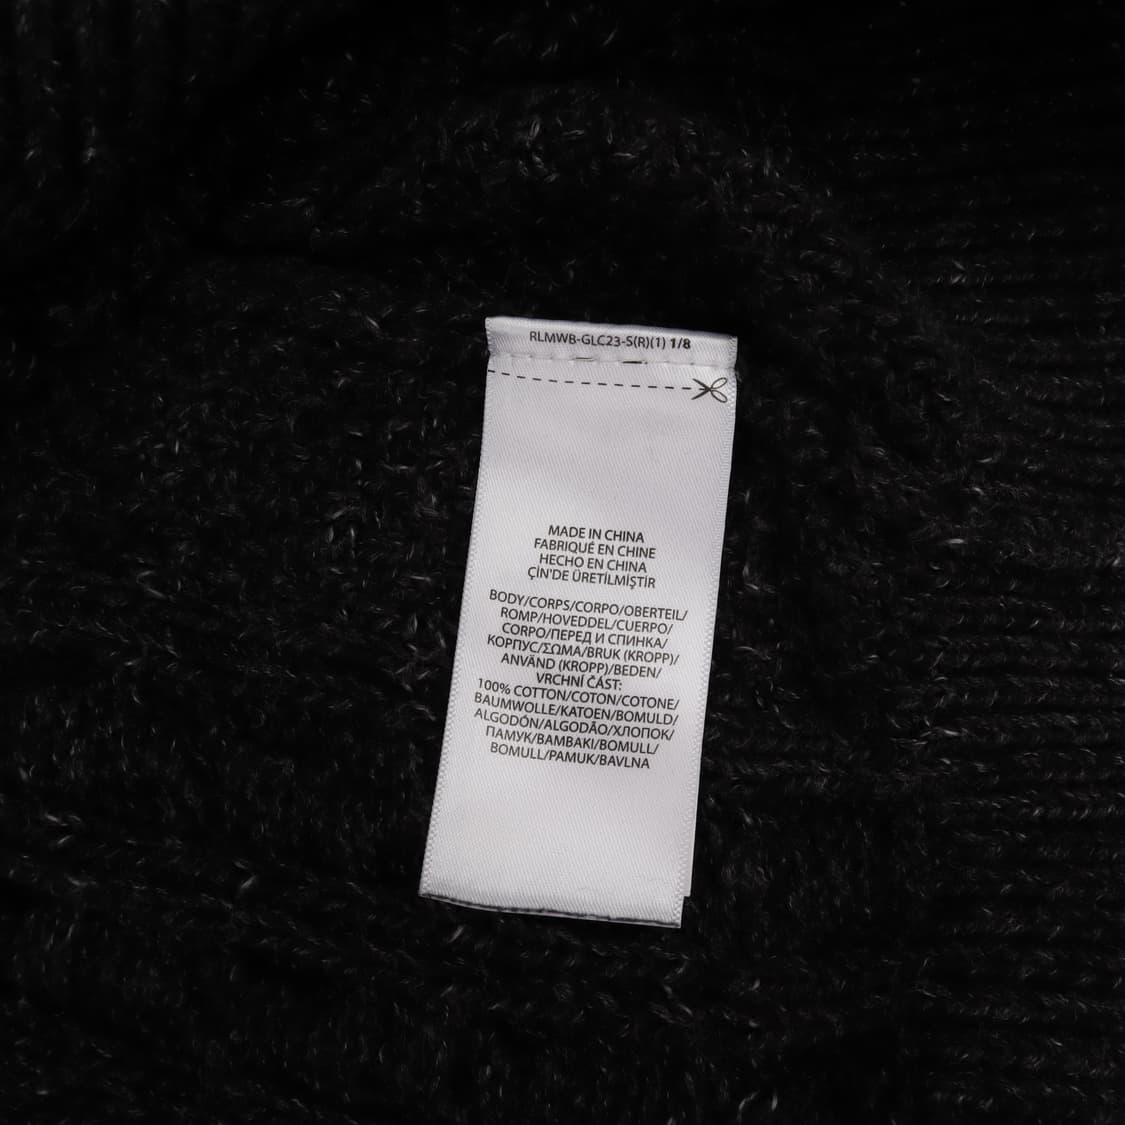 RLMWB-GLC23-S(R)(1) 1/8
MADE IN CHINA
FABRIQUÉ EN CHINE
HECHO EN CHINA
ÇİN'DE ÜRETİLMİŞTİR
BODY/CORPS/CORPO/OBERTEIL/
ROMP/HOVEDDEL/CUERPO/
CORPO/ПЕРЕД И СПИНКА/
КОРПУС/ΣΩΜΑ/BRUK (KROPP)/
ANVÄND (KROPP)/BEDEN/
VRCHNÍ ČÁST:
100% COTTON/COTON/COTONE/
BAUMWOLLE/KATOEN/BOMULD/
ALGODÓN/ALGODÃO/ХЛОПОК/
ПАМУК/ΒΑΜΒΑΚΙ/BOMULL/
BOMULL/PAMUK/BAVLNA